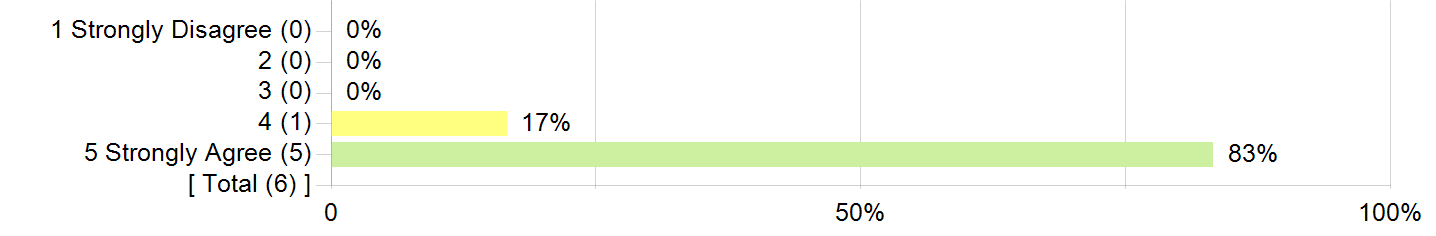 1 Strongly Disagree (0) 0%
2 (0) 0%
3 (0) 0%
4 (1) 17%
5 Strongly Agree (5) 83%
[ Total (6) ]
0 50% 100%